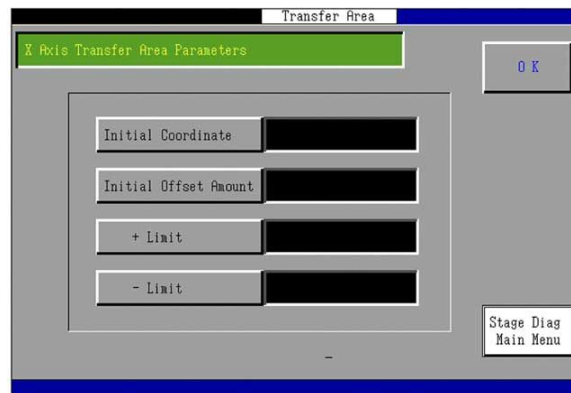 Transfer Area
X Axis Transfer Area Parameters
O K
Initial Coordinate
Initial Offset Amount
+ Limit
- Limit
Stage Diag
Main Menu
-